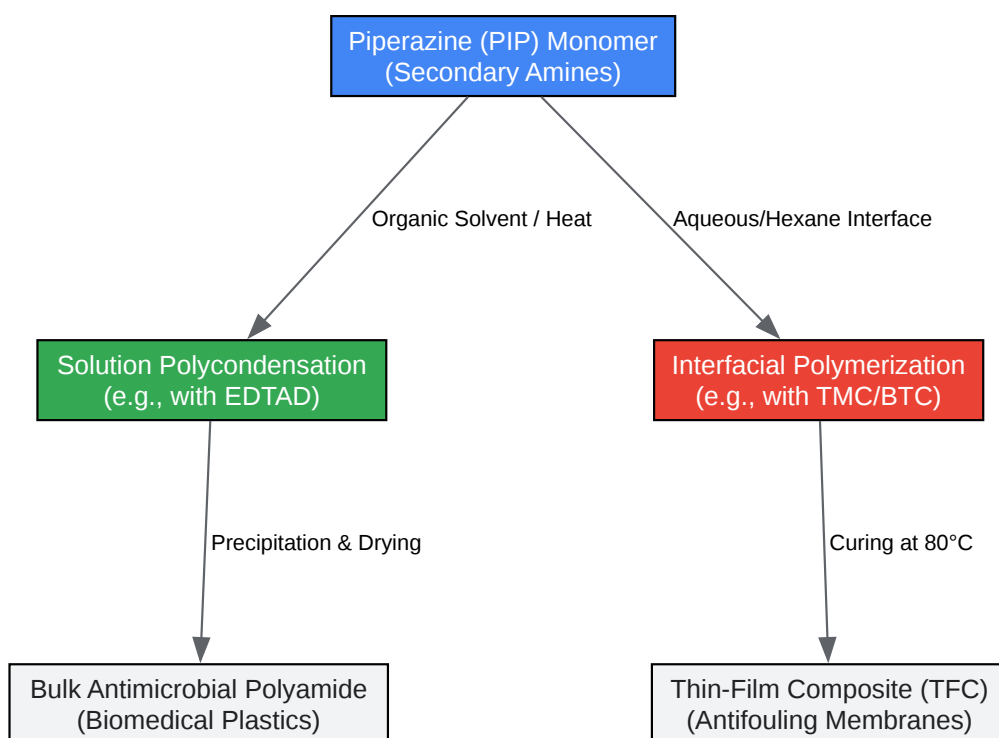 Piperazine (PIP) Monomer
(Secondary Amines)
Organic Solvent / Heat
Aqueous/Hexane Interface
Solution Polycondensation
(e.g., with EDTAD)
Interfacial Polymerization
(e.g., with TMC/BTC)
Precipitation & Drying
Curing at 80°C
Bulk Antimicrobial Polyamide
(Biomedical Plastics)
Thin-Film Composite (TFC)
(Antifouling Membranes)